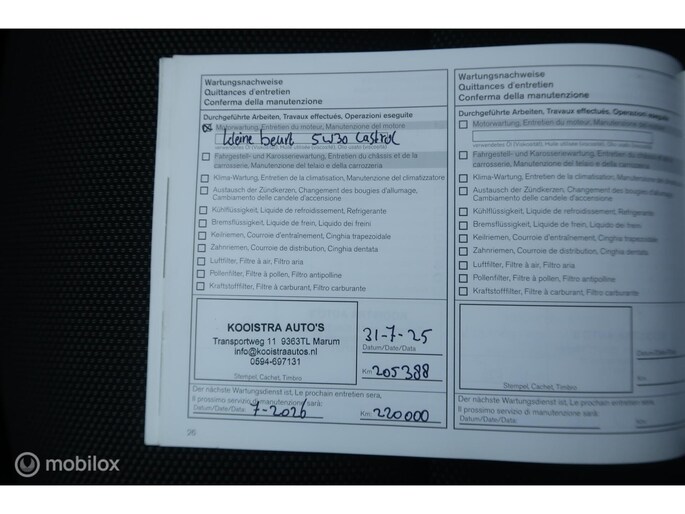 Wartungsnachweise
Quittances d'entretien
Conferma della manutenzione
Durchgeführte Arbeiten, Travaux effectués, Operazioni eseguite
Motorwartung, Entretien du moteur, Manutenzione del motore
kleine beurt 5W30 Castrol
Fahrgestell- und Karosseriewartung, Entretien du châssis et de la
carrosserie, Manutenzione del telaio e della carrozzeria
Klima-Wartung, Entretien de la climatisation, Manutenzione del climatizzatore
Austausch der Zündkerzen, Changement des bougies d'allumage,
Cambiamento delle candele d'accensione
Kühlflüssigkeit, Liquide de refroidissement, Refrigerante
Bremsflüssigkeit, Liquide de frein, Liquido dei freini
Keilriemen, Courroie d'entraînement, Cinghia trapezoidale
Zahnriemen, Courroie de distribution, Cinghia dentata
Luftfilter, Filtre à air, Filtro aria
Pollenfilter, Filtre à pollen, Filtro antipolline
Kraftstofffilter, Filtre à carburant, Filtro carburante
KOOISTRA AUTO'S
Transportweg 11 9363TL Marum
info@kooistraautos.nl
0594-697131
Stempel, Cachet, Timbro
31-7-25
Datum/Date/Data
Km 205388
Der nächste Wartungsdienst ist, Le prochain entretien sera,
Il prossimo servizio di manutenzione sarà:
Datum/Date/Data: 7-2026
Km 220000
26
Wartungsnachweise
Quittances d'entretien
Conferma della manutenzione
Durchgeführte Arbeiten, Travaux effectués, Operazioni
Motorwartung, Entretien du moteur, Manutenzione del
Fahrgestell- und Karosseriewartung, Entretien du châssis et
carrosserie, Manutenzione del telaio e della carrozzeria
Klima-Wartung, Entretien de la climatisation, Manutenzione del
Austausch der Zündkerzen, Changement des bougies d'allumage,
Cambiamento delle candele d'accensione
Kühlflüssigkeit, Liquide de refroidissement, Refrigerante
Bremsflüssigkeit, Liquide de frein, Liquido dei freini
Keilriemen, Courroie d'entraînement, Cinghia trapezoidale
Zahnriemen, Courroie de distribution, Cinghia dentata
Luftfilter, Filtre à air, Filtro aria
Pollenfilter, Filtre à pollen, Filtro antipolline
Kraftstofffilter, Filtre à carburant, Filtro carburante
Stempel, Cachet, Timbro
Datum/Date/Data
Km
Der nächste Wartungsdienst ist, Le prochain entretien sera,
Il prossimo servizio di manutenzione sarà:
Datum/Date/Data:
Km
mobilox